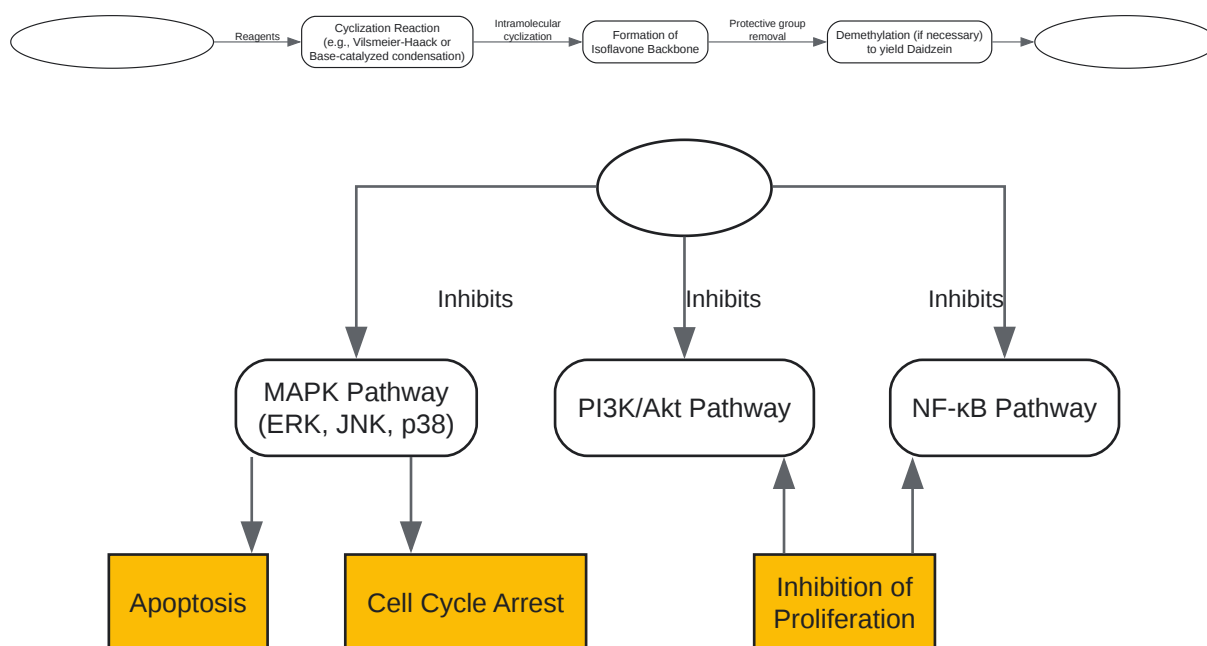 Reagents
Cyclization Reaction
(e.g., Vilsmeier-Haack or
Base-catalyzed condensation)
Intramolecular
cyclization
Formation of
Isoflavone Backbone
Protective group
removal
Demethylation (if necessary)
to yield Daidzein
Inhibits
Inhibits
Inhibits
MAPK Pathway
(ERK, JNK, p38)
PI3K/Akt Pathway
NF-κB Pathway
Apoptosis
Cell Cycle Arrest
Inhibition of
Proliferation